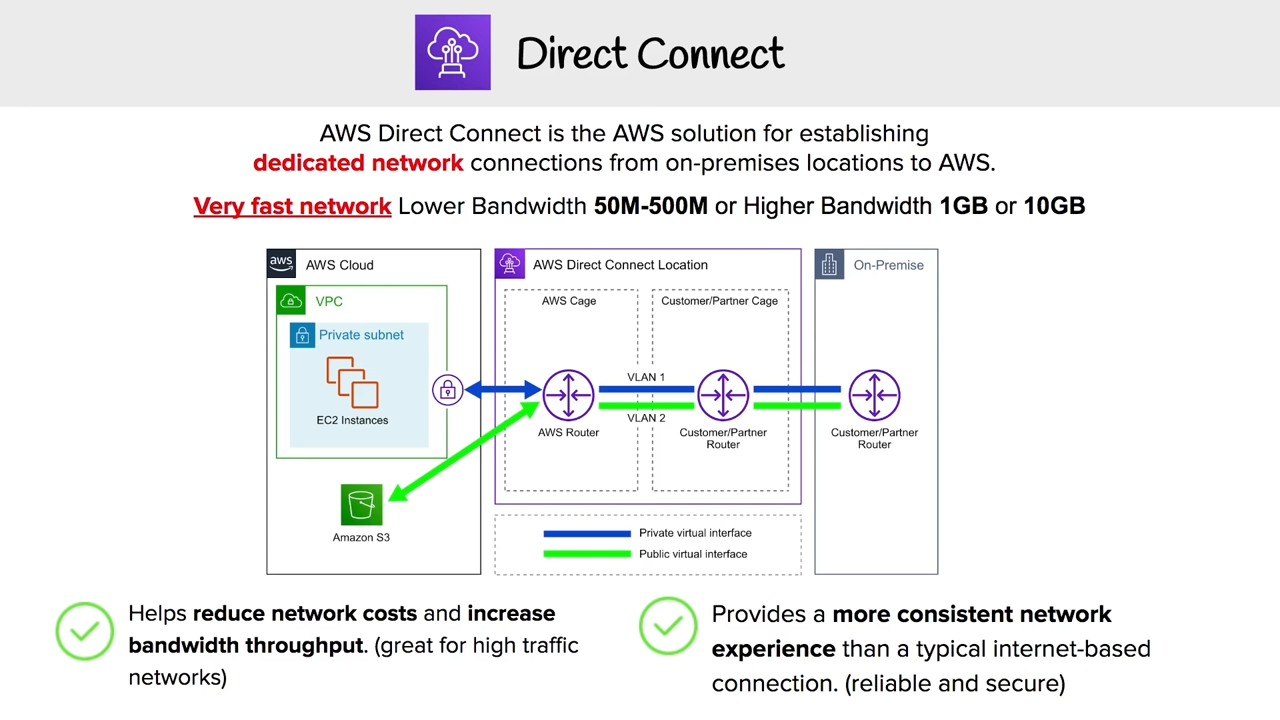 Direct Connect
AWS Direct Connect is the AWS solution for establishing
dedicated network connections from on-premises locations to AWS.
Very fast network Lower Bandwidth 50M-500M or Higher Bandwidth 1GB or 10GB
aws
AWS Cloud
VPC
Private subnet
EC2 Instances
Amazon S3
AWS Direct Connect Location
AWS Cage
Customer/Partner Cage
VLAN 1
VLAN 2
AWS Router
Customer/Partner
Router
On-Premise
Customer/Partner
Router
Private virtual interface
Public virtual interface
Helps reduce network costs and increase
bandwidth throughput. (great for high traffic
networks)
Provides a more consistent network
experience than a typical internet-based
connection. (reliable and secure)